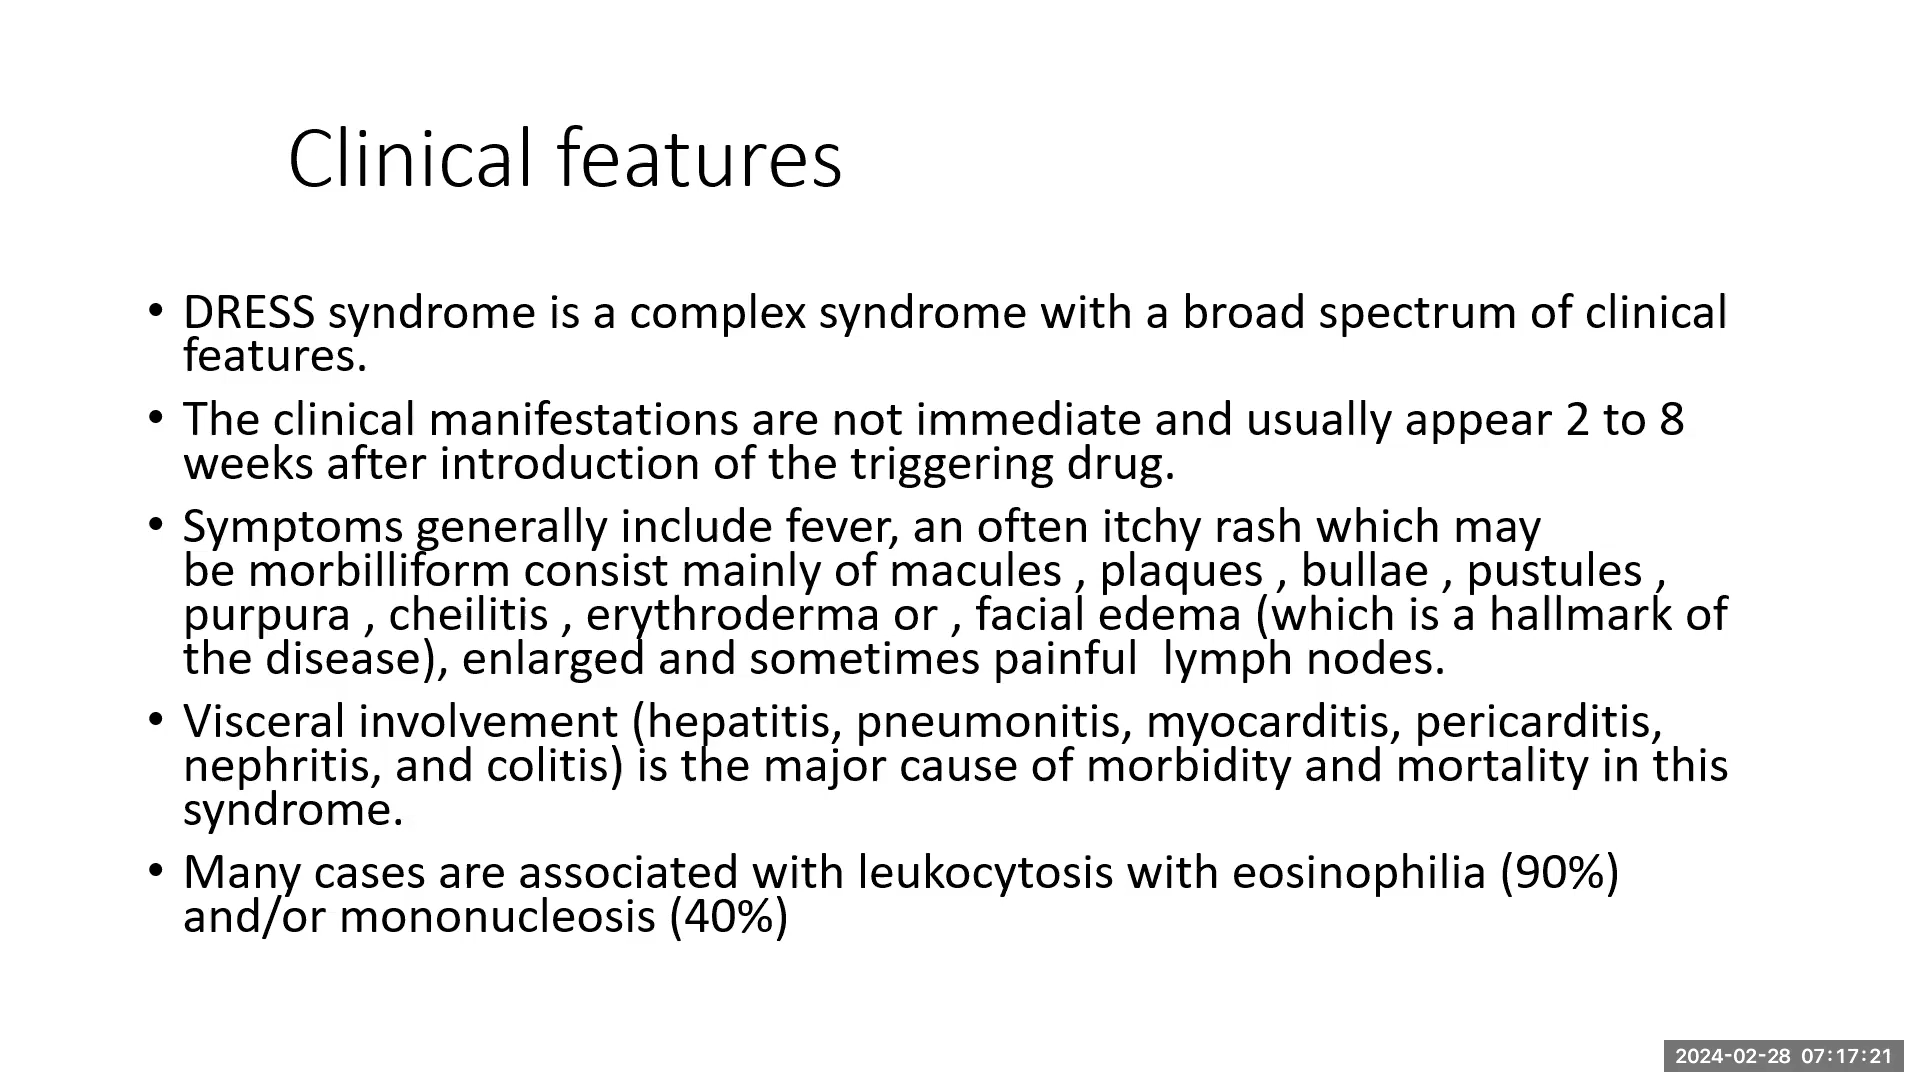 Clinical features
• DRESS syndrome is a complex syndrome with a broad spectrum of clinical
features.
• The clinical manifestations are not immediate and usually appear 2 to 8
weeks after introduction of the triggering drug.
• Symptoms generally include fever, an often itchy rash which may
be morbilliform consist mainly of macules , plaques , bullae , pustules ,
purpura , cheilitis , erythroderma or , facial edema (which is a hallmark of
the disease), enlarged and sometimes painful  lymph nodes.
• Visceral involvement (hepatitis, pneumonitis, myocarditis, pericarditis,
nephritis, and colitis) is the major cause of morbidity and mortality in this
syndrome.
• Many cases are associated with leukocytosis with eosinophilia (90%)
and/or mononucleosis (40%)
2024-02-28 07:17:21